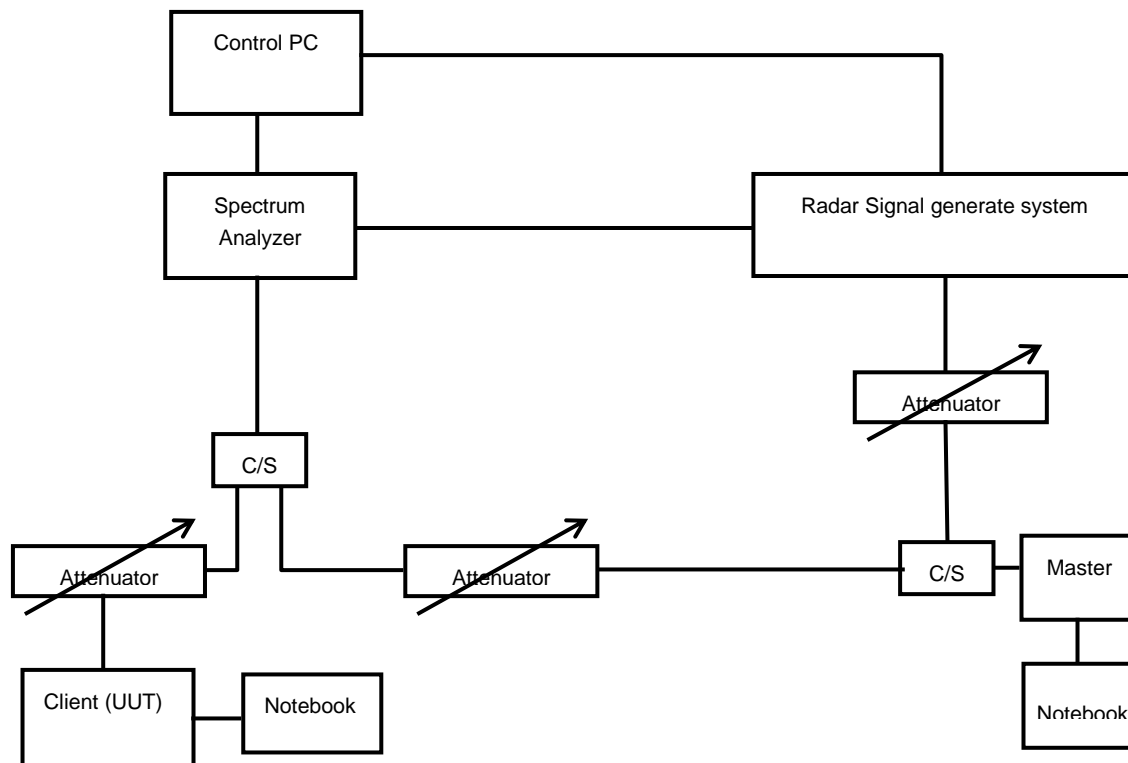 Control PC
Spectrum
Analyzer
Radar Signal generate system
Attenuator
C/S
Attenuator
Attenuator
C/S
Master
Client (UUT)
Notebook
Notebook